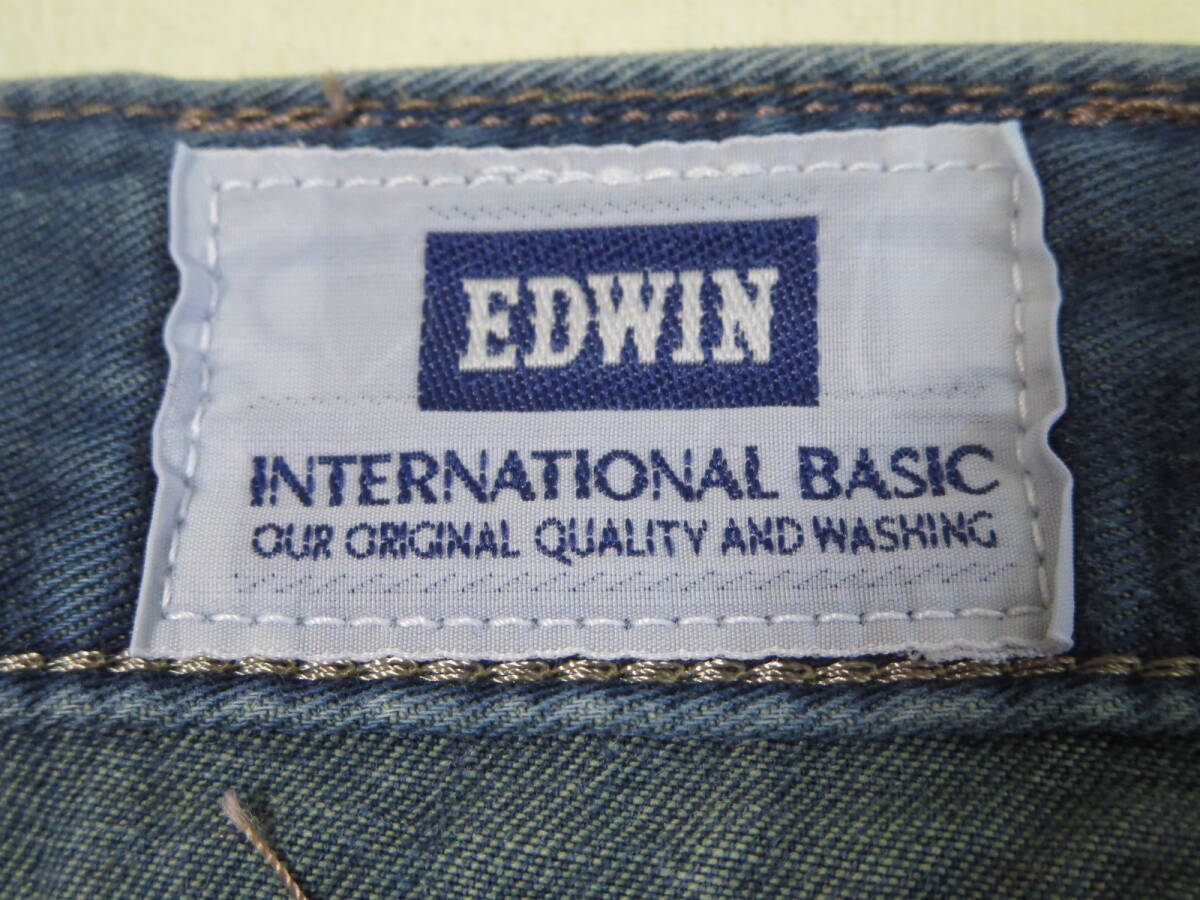 EDWIN
INTERNATIONAL BASIC
OUR ORIGINAL QUALITY AND WASHING